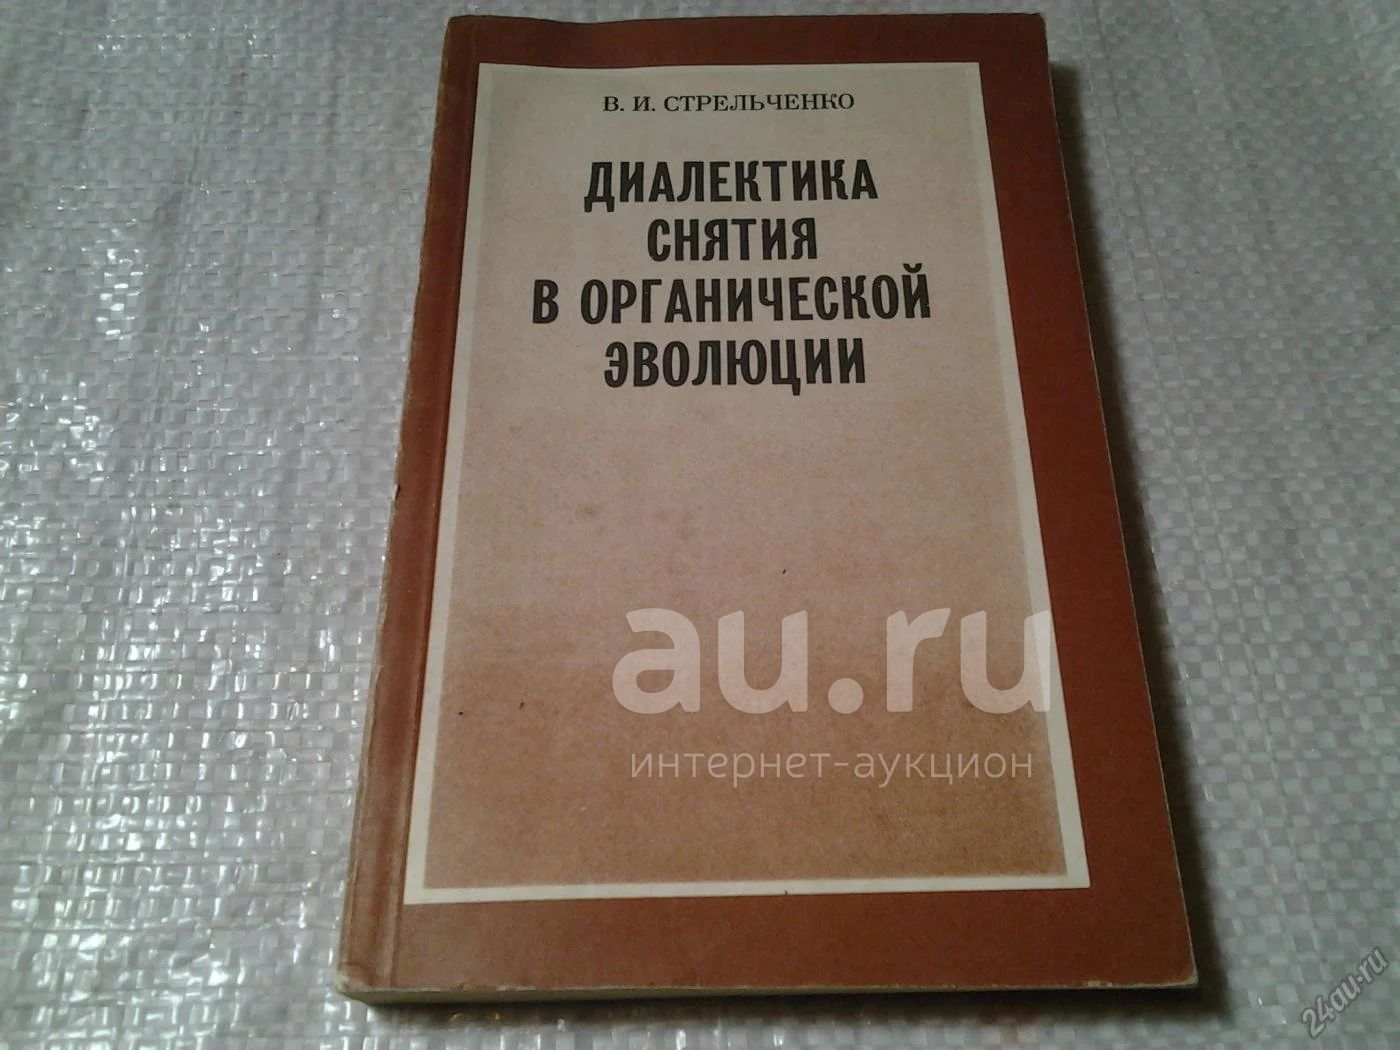 В. И. СТРЕЛЬЧЕНКО
ДИАЛЕКТИКА
СНЯТИЯ
В ОРГАНИЧЕСКОЙ
ЭВОЛЮЦИИ
au.ru
интернет-аукцион
24au.ru